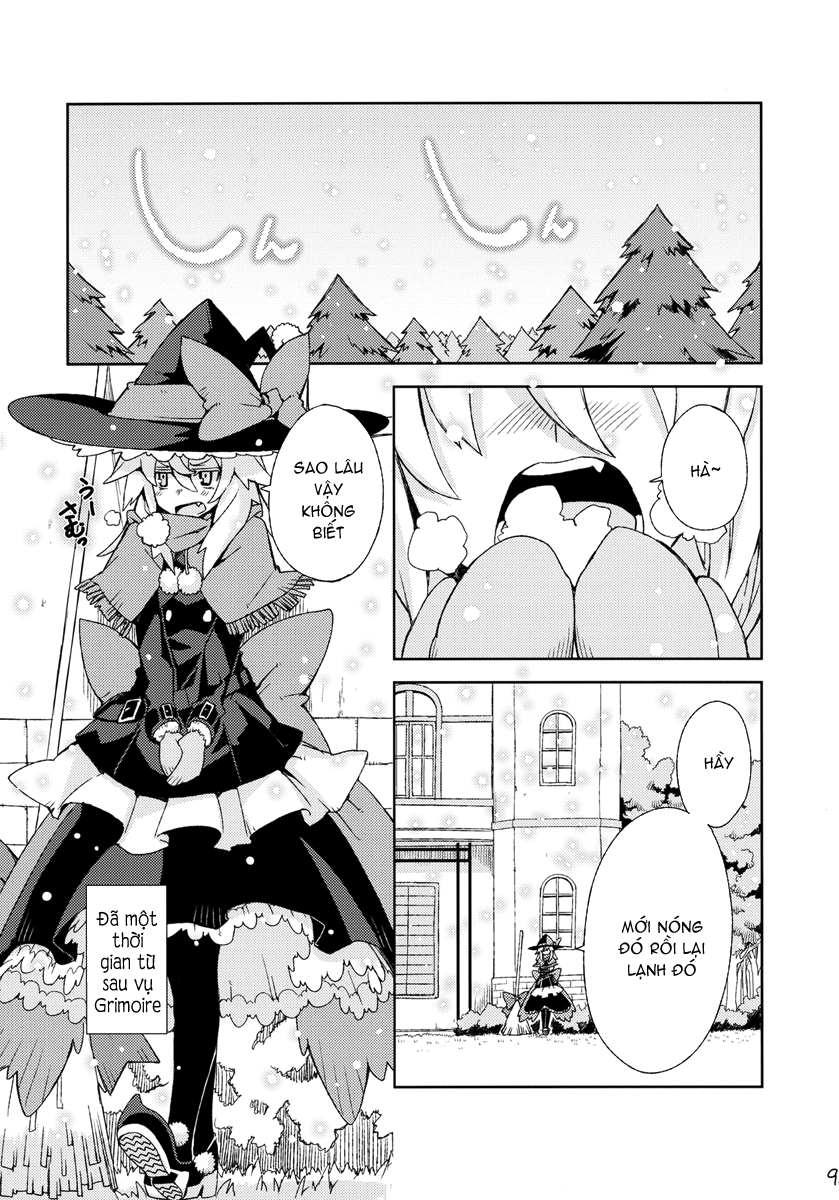 しん
しん
HÀ~
SAO LÂU
VẬY
KHÔNG
BIẾT
うー
さむっ
HẦY
MỚI NÓNG
ĐÓ RỒI LẠI
LẠNH ĐÓ
Đã một
thời
gian từ
sau vụ
Grimoire
9